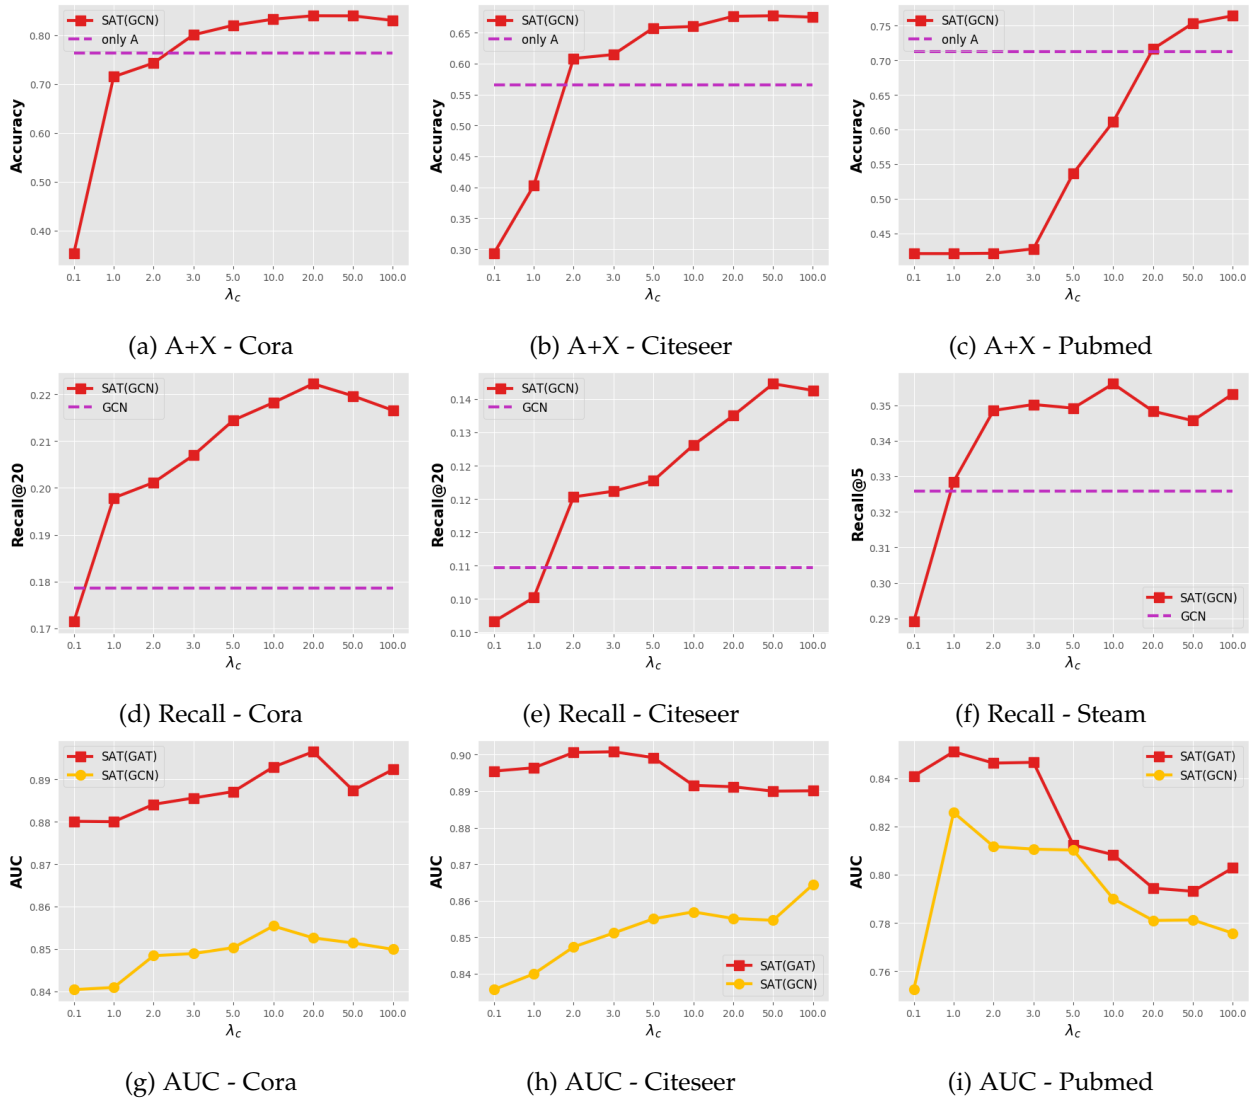 SAT(GCN)
only A
0.80
0.70
0.60
0.50
0.40
Accuracy
0.1 1.0 2.0 3.0 5.0 10.0 20.0 50.0 100.0
λc
(a) A+X - Cora
SAT(GCN)
only A
0.65
0.60
0.55
0.50
0.45
0.40
0.35
0.30
Accuracy
0.1 1.0 2.0 3.0 5.0 10.0 20.0 50.0 100.0
λc
(b) A+X - Citeseer
SAT(GCN)
only A
0.75
0.70
0.65
0.60
0.55
0.50
0.45
Accuracy
0.1 1.0 2.0 3.0 5.0 10.0 20.0 50.0 100.0
λc
(c) A+X - Pubmed
SAT(GCN)
GCN
0.22
0.21
0.20
0.19
0.18
0.17
Recall@20
0.1 1.0 2.0 3.0 5.0 10.0 20.0 50.0 100.0
λc
(d) Recall - Cora
SAT(GCN)
GCN
0.14
0.13
0.12
0.12
0.12
0.11
0.10
0.10
Recall@20
0.1 1.0 2.0 3.0 5.0 10.0 20.0 50.0 100.0
λc
(e) Recall - Citeseer
0.35
0.34
0.33
0.32
0.31
0.30
0.29
Recall@5
SAT(GCN)
GCN
0.1 1.0 2.0 3.0 5.0 10.0 20.0 50.0 100.0
λc
(f) Recall - Steam
SAT(GAT)
SAT(GCN)
0.89
0.88
0.87
0.86
0.85
0.84
AUC
0.1 1.0 2.0 3.0 5.0 10.0 20.0 50.0 100.0
λc
(g) AUC - Cora
0.90
0.89
0.88
0.87
0.86
0.85
0.84
AUC
SAT(GAT)
SAT(GCN)
0.1 1.0 2.0 3.0 5.0 10.0 20.0 50.0 100.0
λc
(h) AUC - Citeseer
SAT(GAT)
SAT(GCN)
0.84
0.82
0.80
0.78
0.76
AUC
0.1 1.0 2.0 3.0 5.0 10.0 20.0 50.0 100.0
λc
(i) AUC - Pubmed